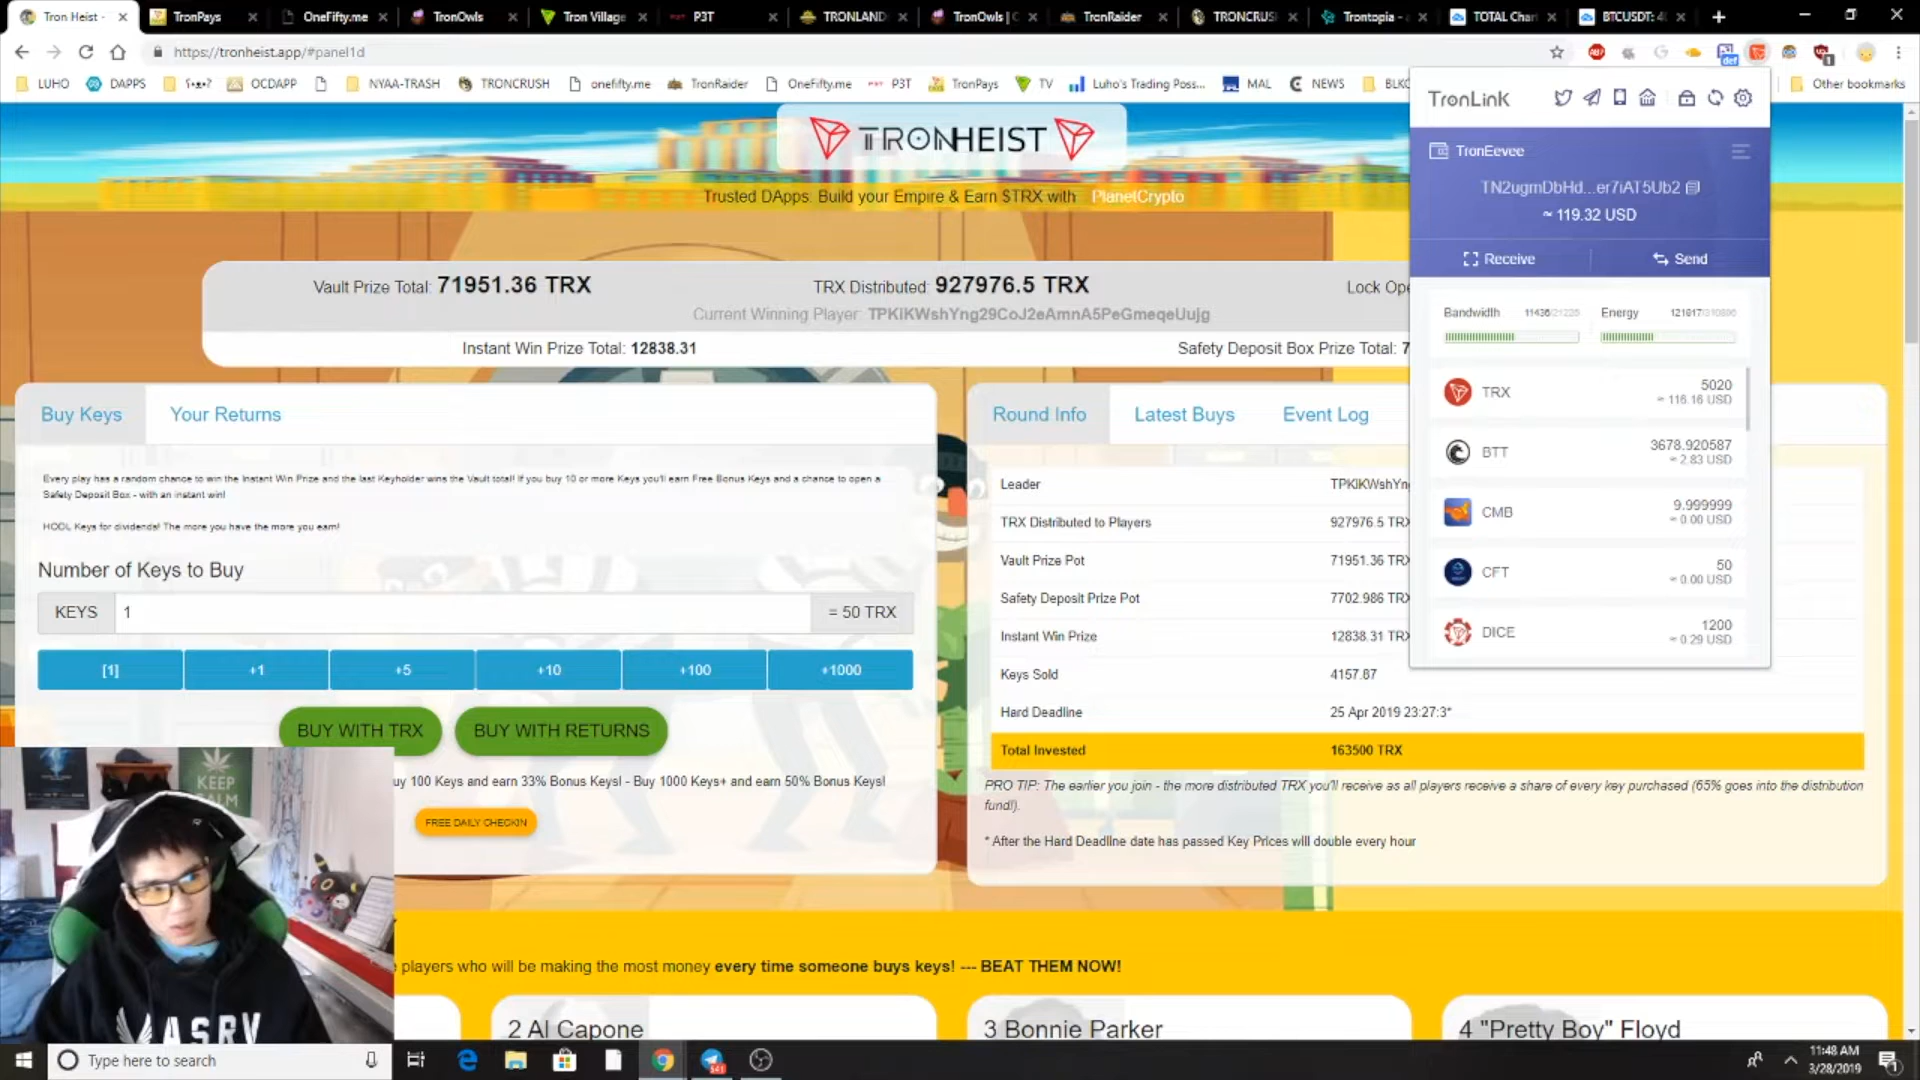 Tron Heist -
TronPays
OneFifty.me
TronOwls
Tron Village
P3T
TRONLAND
TronOwls | C
TronRaider
TRONCRUS
Trontopia -
TOTAL Char
BTCUSDT: 4
https://tronheist.app/#panel1d
LUHO
DAPPS
OCDAPP
NYAA-TRASH
TRONCRUSH
onefifty.me
TronRaider
OneFifty.me
P3T
TronPays
TV
Luho's Trading Poss...
MAL
NEWS
BLKC
Other bookmarks
TRONHEIST
Trusted DApps: Build your Empire & Earn $TRX with PlanetCrypto
Vault Prize Total: 71951.36 TRX
TRX Distributed: 927976.5 TRX
Lock Ope
Current Winning Player: TPKiKWshYng29CoJ2eAmnA5PeGmeqeUujg
Instant Win Prize Total: 12838.31
Safety Deposit Box Prize Total: 7
Buy Keys
Your Returns
Every play has a random chance to win the Instant Win Prize and the last Keyholder wins the Vault total! If you buy 10 or more Keys you'll earn Free Bonus Keys and a chance to open a
Safety Deposit Box - with an instant win!
HODL Keys for dividends! The more you have the more you earn!
Number of Keys to Buy
KEYS
1
= 50 TRX
[1]
+1
+5
+10
+100
+1000
BUY WITH TRX
BUY WITH RETURNS
uy 100 Keys and earn 33% Bonus Keys! - Buy 1000 Keys+ and earn 50% Bonus Keys!
FREE DAILY CHECKIN
Round Info
Latest Buys
Event Log
Leader
TPKiKWshYng
TRX Distributed to Players
927976.5 TRX
Vault Prize Pot
71951.36 TRX
Safety Deposit Prize Pot
7702.986 TRX
Instant Win Prize
12838.31 TRX
Keys Sold
4157.87
Hard Deadline
25 Apr 2019 23:27:3*
Total Invested
163500 TRX
PRO TIP: The earlier you join - the more distributed TRX you'll receive as all players receive a share of every key purchased (65% goes into the distribution
fund!).
* After the Hard Deadline date has passed Key Prices will double every hour
TronLink
TronEevee
TN2ugmDbHd...er7iAT5Ub2
≈ 119.32 USD
Receive
Send
Bandwidth
Energy
TRX
5020
≈ 116.16 USD
BTT
3678.920587
≈ 2.83 USD
CMB
9.999999
≈ 0.00 USD
CFT
50
≈ 0.00 USD
DICE
1200
≈ 0.29 USD
KEEP
CALM
ASRV
players who will be making the most money every time someone buys keys! --- BEAT THEM NOW!
2 Al Capone
3 Bonnie Parker
4 "Pretty Boy" Floyd
Type here to search
11:48 AM
3/28/2019